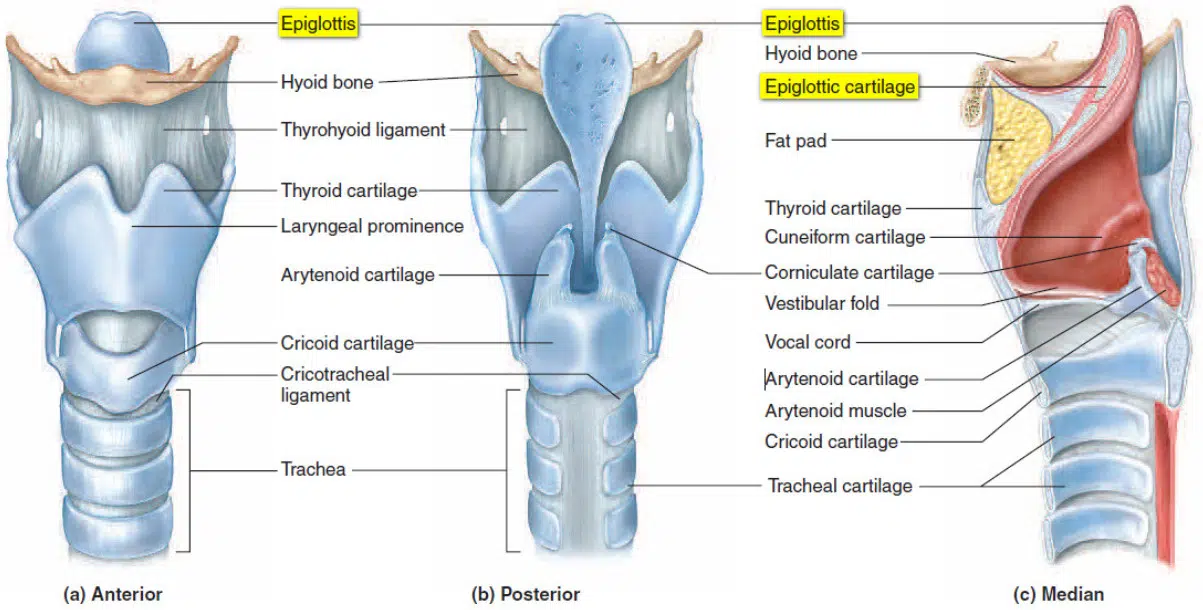 Epiglottis
Hyoid bone
Thyrohyoid ligament
Thyroid cartilage
Laryngeal prominence
Arytenoid cartilage
Cricoid cartilage
Cricotracheal
ligament
Trachea
Epiglottis
Hyoid bone
Epiglottic cartilage
Fat pad
Thyroid cartilage
Cuneiform cartilage
Corniculate cartilage
Vestibular fold
Vocal cord
Arytenoid cartilage
Arytenoid muscle
Cricoid cartilage
Tracheal cartilage
(a) Anterior
(b) Posterior
(c) Median